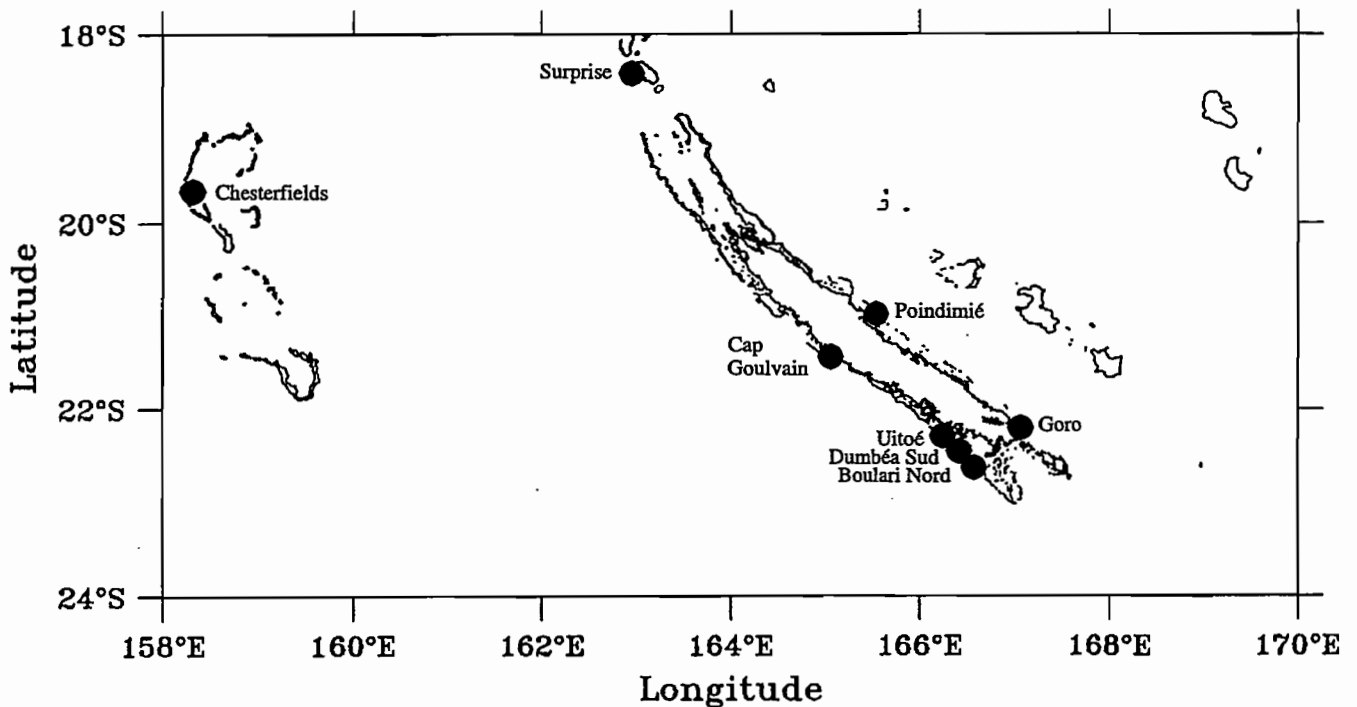 18°S
Surprise
Chesterfields
20°S
Latitude
Poindimié
Cap
Goulvain
22°S
Goro
Uitoé
Dumbéa Sud
Boulari Nord
24°S
158°E
160°E
162°E
164°E
166°E
168°E
170°E
Longitude